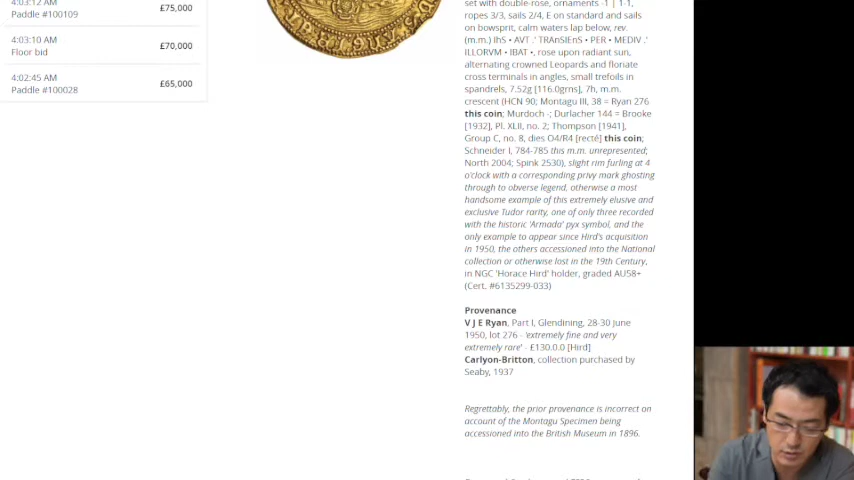 4:03:12 AM
Paddle #100109
£75,000
4:03:10 AM
Floor bid
£70,000
4:02:45 AM
Paddle #100028
£65,000
set with double-rose, ornaments -1 | 1-1,
ropes 3/3, sails 2/4, E on standard and sails
on bowsprit, calm waters lap below, rev.
(m.m.) IhS • AVT .' TRAnSIEnS • PER • MEDIV .'
ILLORVM • IBAT •, rose upon radiant sun,
alternating crowned Leopards and floriate
cross terminals in angles, small trefoils in
spandrels, 7.52g [116.0grns], 7h, m.m.
crescent (HCN 90; Montagu III, 38 = Ryan 276
this coin; Murdoch -; Durlacher 144 = Brooke
[1932], Pl. XLII, no. 2; Thompson [1941],
Group C, no. 8, dies O4/R4 [recté] this coin;
Schneider I, 784-785 this m.m. unrepresented;
North 2004; Spink 2530), slight rim furling at 4
o'clock with a corresponding privy mark ghosting
through to obverse legend, otherwise a most
handsome example of this extremely elusive and
exclusive Tudor rarity, one of only three recorded
with the historic 'Armada' pyx symbol, and the
only example to appear since Hird's acquisition
in 1950, the others accessioned into the National
collection or otherwise lost in the 19th Century,
in NGC 'Horace Hird' holder, graded AU58+
(Cert. #6135299-033)
Provenance
V J E Ryan, Part I, Glendining, 28-30 June
1950, lot 276 - 'extremely fine and very
extremely rare' - £130.0.0 [Hird]
Carlyon-Britton, collection purchased by
Seaby, 1937
Regrettably, the prior provenance is incorrect on
account of the Montagu Specimen being
accessioned into the British Museum in 1896.